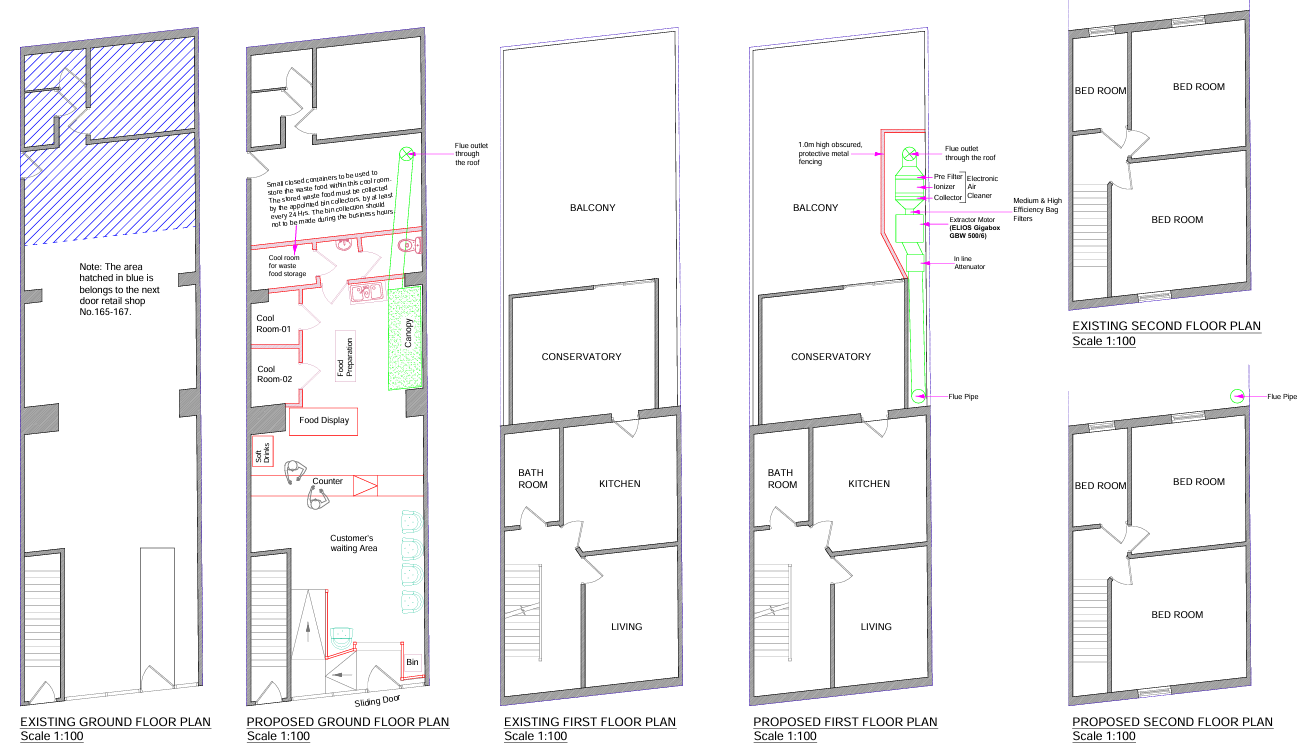 Note: The area
hatched in blue is
belongs to the next
door retail shop
No.165-167.
EXISTING GROUND FLOOR PLAN
Scale 1:100
Flue outlet
through
the roof
Small closed containers to be used to
store the waste food within this cool room.
The stored waste food must be collected
by the appointed bin collectors, by at least
every 24 Hrs. The bin collection should
not to be made during the business hours.
Cool room
for waste
food storage
Cool
Room-01
Cool
Room-02
Food
Preparation
Canopy
Food Display
Soft
Drinks
Counter
Customer's
waiting Area
Bin
Sliding Door
PROPOSED GROUND FLOOR PLAN
Scale 1:100
BALCONY
CONSERVATORY
BATH
ROOM
KITCHEN
LIVING
EXISTING FIRST FLOOR PLAN
Scale 1:100
1.0m high obscured,
protective metal
fencing
Flue outlet
through the roof
Pre Filter
Ionizer
Collector
Electronic
Air
Cleaner
Medium & High
Efficiency Bag
Filters
Extractor Motor
(ELIOS Gigabox
GBW 500/6)
In line
Attenuator
BALCONY
CONSERVATORY
Flue Pipe
BATH
ROOM
KITCHEN
LIVING
PROPOSED FIRST FLOOR PLAN
Scale 1:100
BED ROOM
BED ROOM
BED ROOM
EXISTING SECOND FLOOR PLAN
Scale 1:100
Flue Pipe
BED ROOM
BED ROOM
BED ROOM
PROPOSED SECOND FLOOR PLAN
Scale 1:100